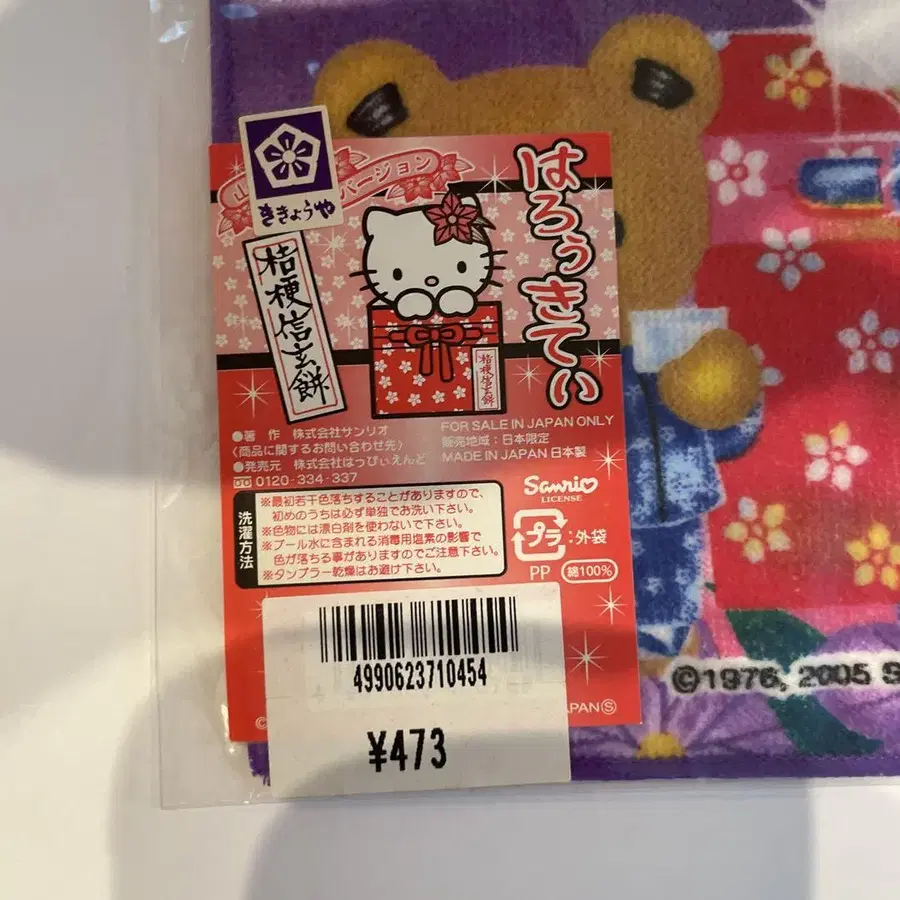 ききょうや
山
バージョン
はろうきてぃ
桔梗信玄餅
桔梗信玄餅
●著 作 株式会社サンリオ
〈商品に関するお問い合わせ先〉
●発売元 株式会社はっぴぃえんど
0120-334-337
FOR SALE IN JAPAN ONLY
販売地域:日本限定
MADE IN JAPAN 日本製
Sanrio
LICENSE
洗濯方法
※最初若干色落ちすることがありますので、
初めのうちは必ず単独でお洗い下さい。
※色物には漂白剤を使わないで下さい。
※プール水に含まれる消毒用塩素の影響で
色が落ちる事がありますのでご注意下さい。
※タンブラー乾燥はお避け下さい。
プラ:外袋
PP 綿100%
4990623710454
¥473
©
JAPANⓈ
©1976, 2005 S